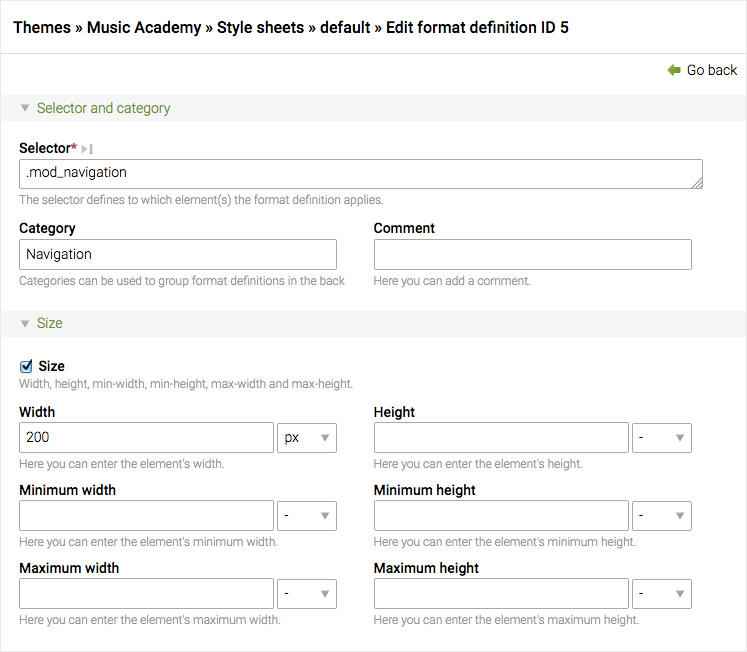 Themes » Music Academy » Style sheets » default » Edit format definition ID 5
Go back
Selector and category
Selector*
.mod_navigation
The selector defines to which element(s) the format definition applies.
Category Comment
Navigation
Categories can be used to group format definitions in the back Here you can add a comment.
Size
Size
Width, height, min-width, min-height, max-width and max-height.
Width Height
200 px -
Here you can enter the element's width. Here you can enter the element's height.
Minimum width Minimum height
- -
Here you can enter the element's minimum width. Here you can enter the element's minimum height.
Maximum width Maximum height
- -
Here you can enter the element's maximum width. Here you can enter the element's maximum height.